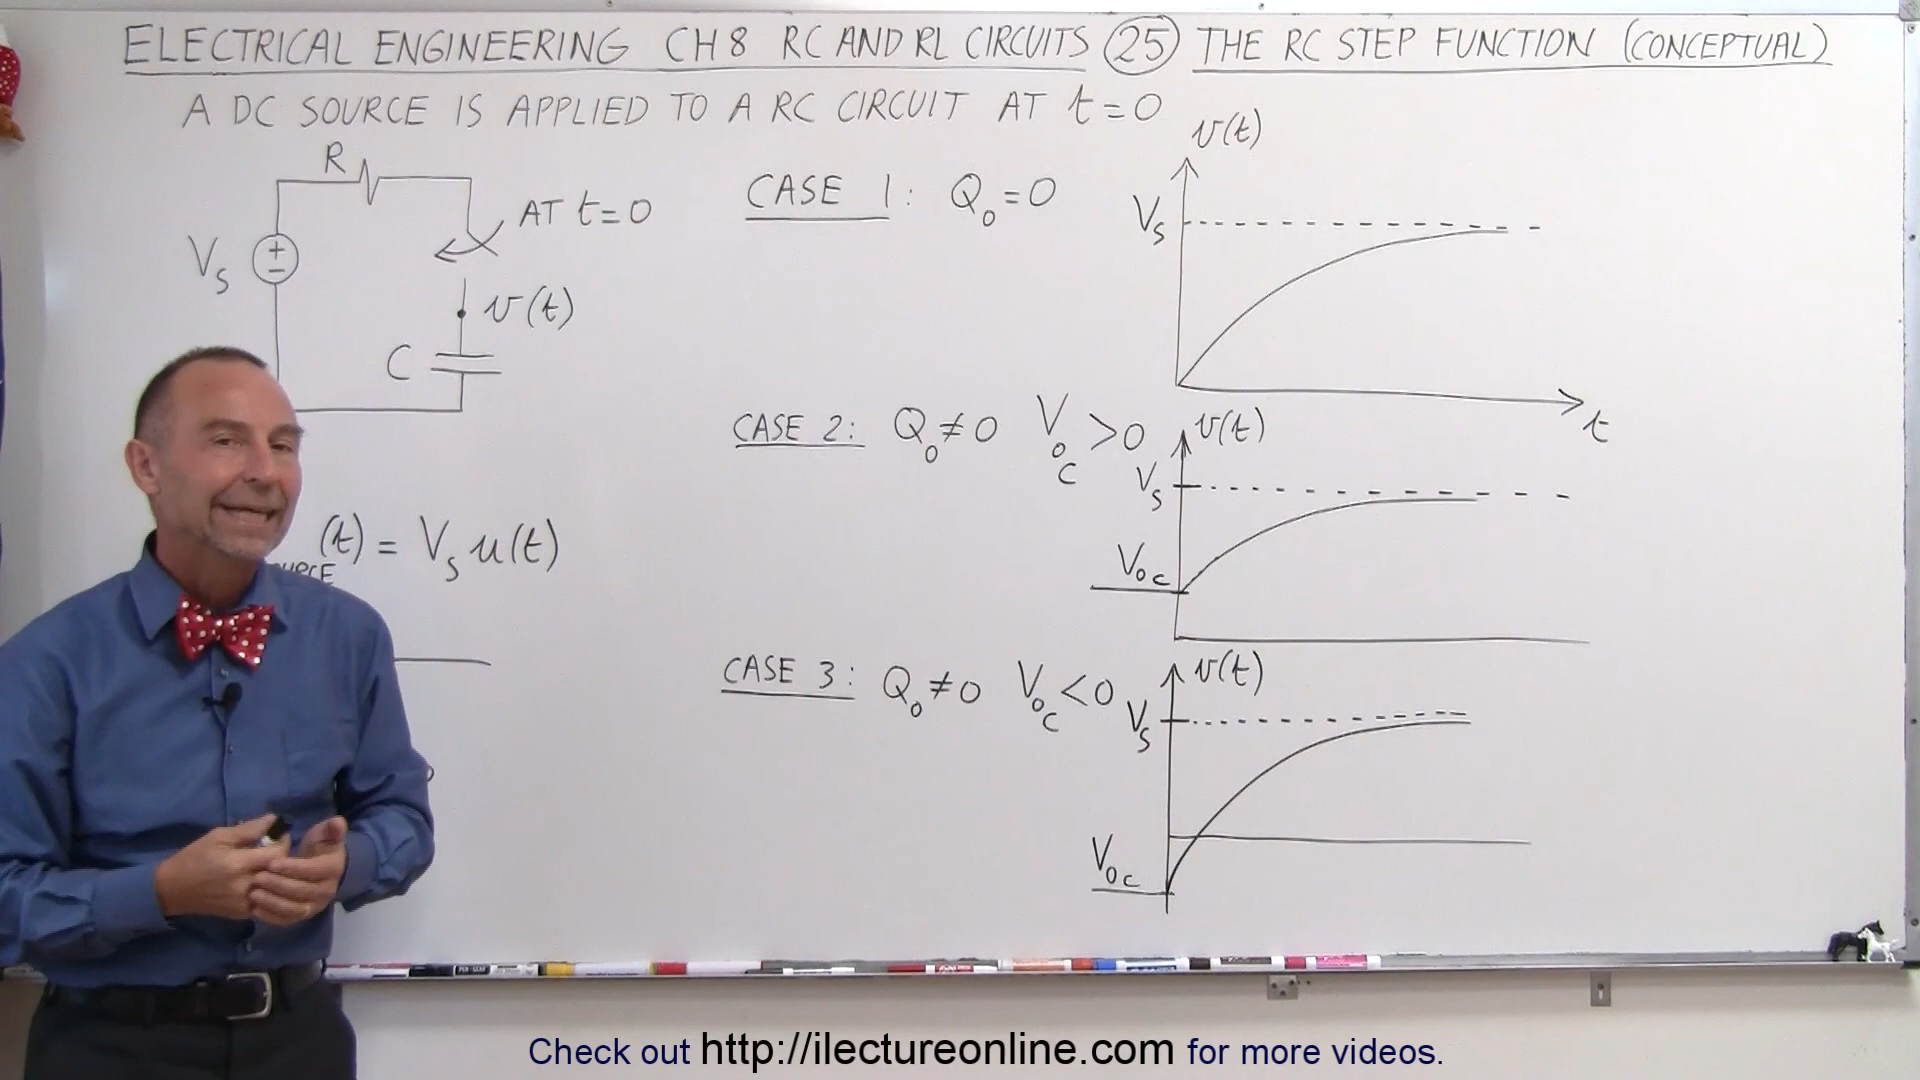 ELECTRICAL ENGINEERING CH 8 RC AND RL CIRCUITS 25 THE RC STEP FUNCTION (CONCEPTUAL)
A DC SOURCE IS APPLIED TO A RC CIRCUIT AT t=0
R
AT t=0
Vs
+
−
v(t)
C
(t) = Vs u(t)
CASE 1: Q0=0
v(t)
Vs
t
CASE 2: Q0≠0 V0C>0
v(t)
Vs
V0C
CASE 3: Q0≠0 V0C<0
v(t)
Vs
V0C
Check out http://ilectureonline.com for more videos.